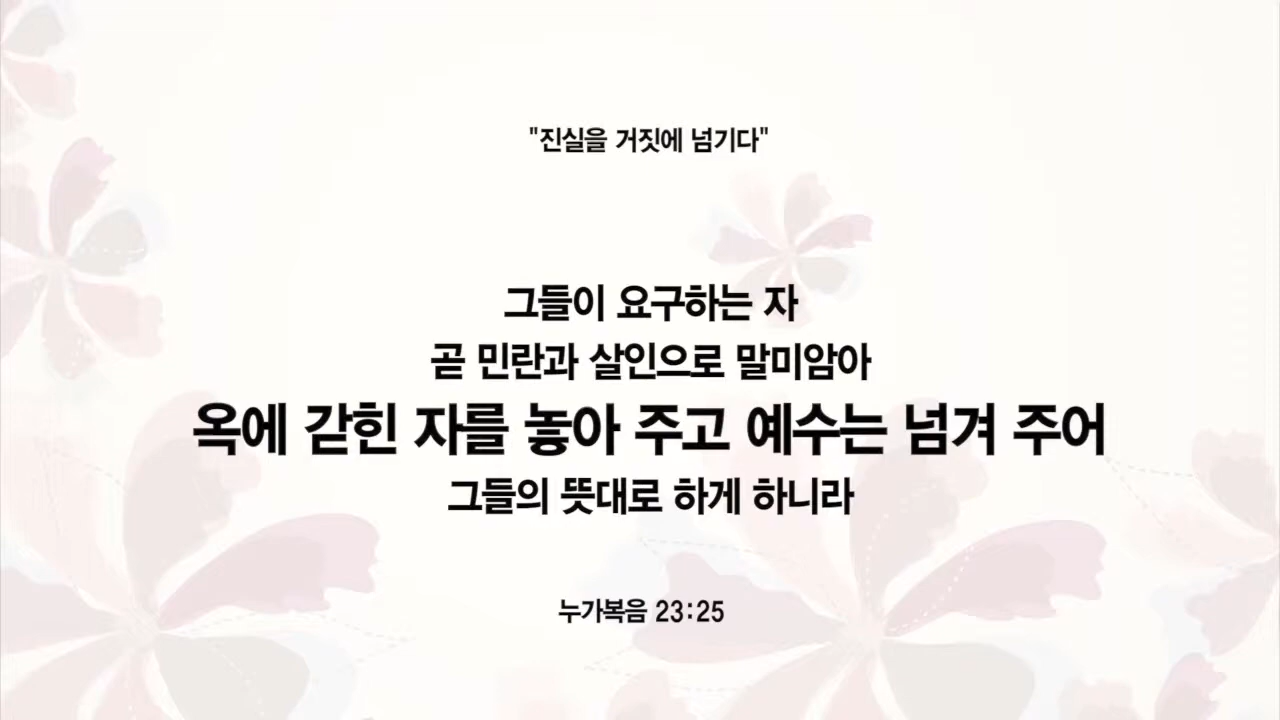 "진실을 거짓에 넘기다"
그들이 요구하는 자
곧 민란과 살인으로 말미암아
옥에 갇힌 자를 놓아 주고 예수는 넘겨 주어
그들의 뜻대로 하게 하니라
누가복음 23:25